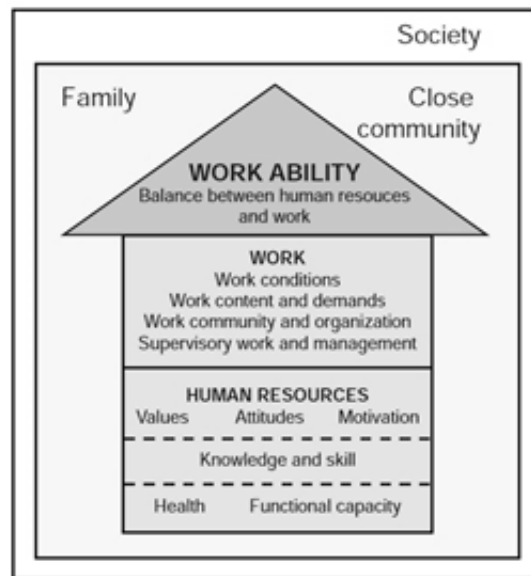 Society
Family
Close
community
WORK ABILITY
Balance between human resouces
and work
WORK
Work conditions
Work content and demands
Work community and organization
Supervisory work and management
HUMAN RESOURCES
Values Attitudes Motivation
Knowledge and skill
Health Functional capacity